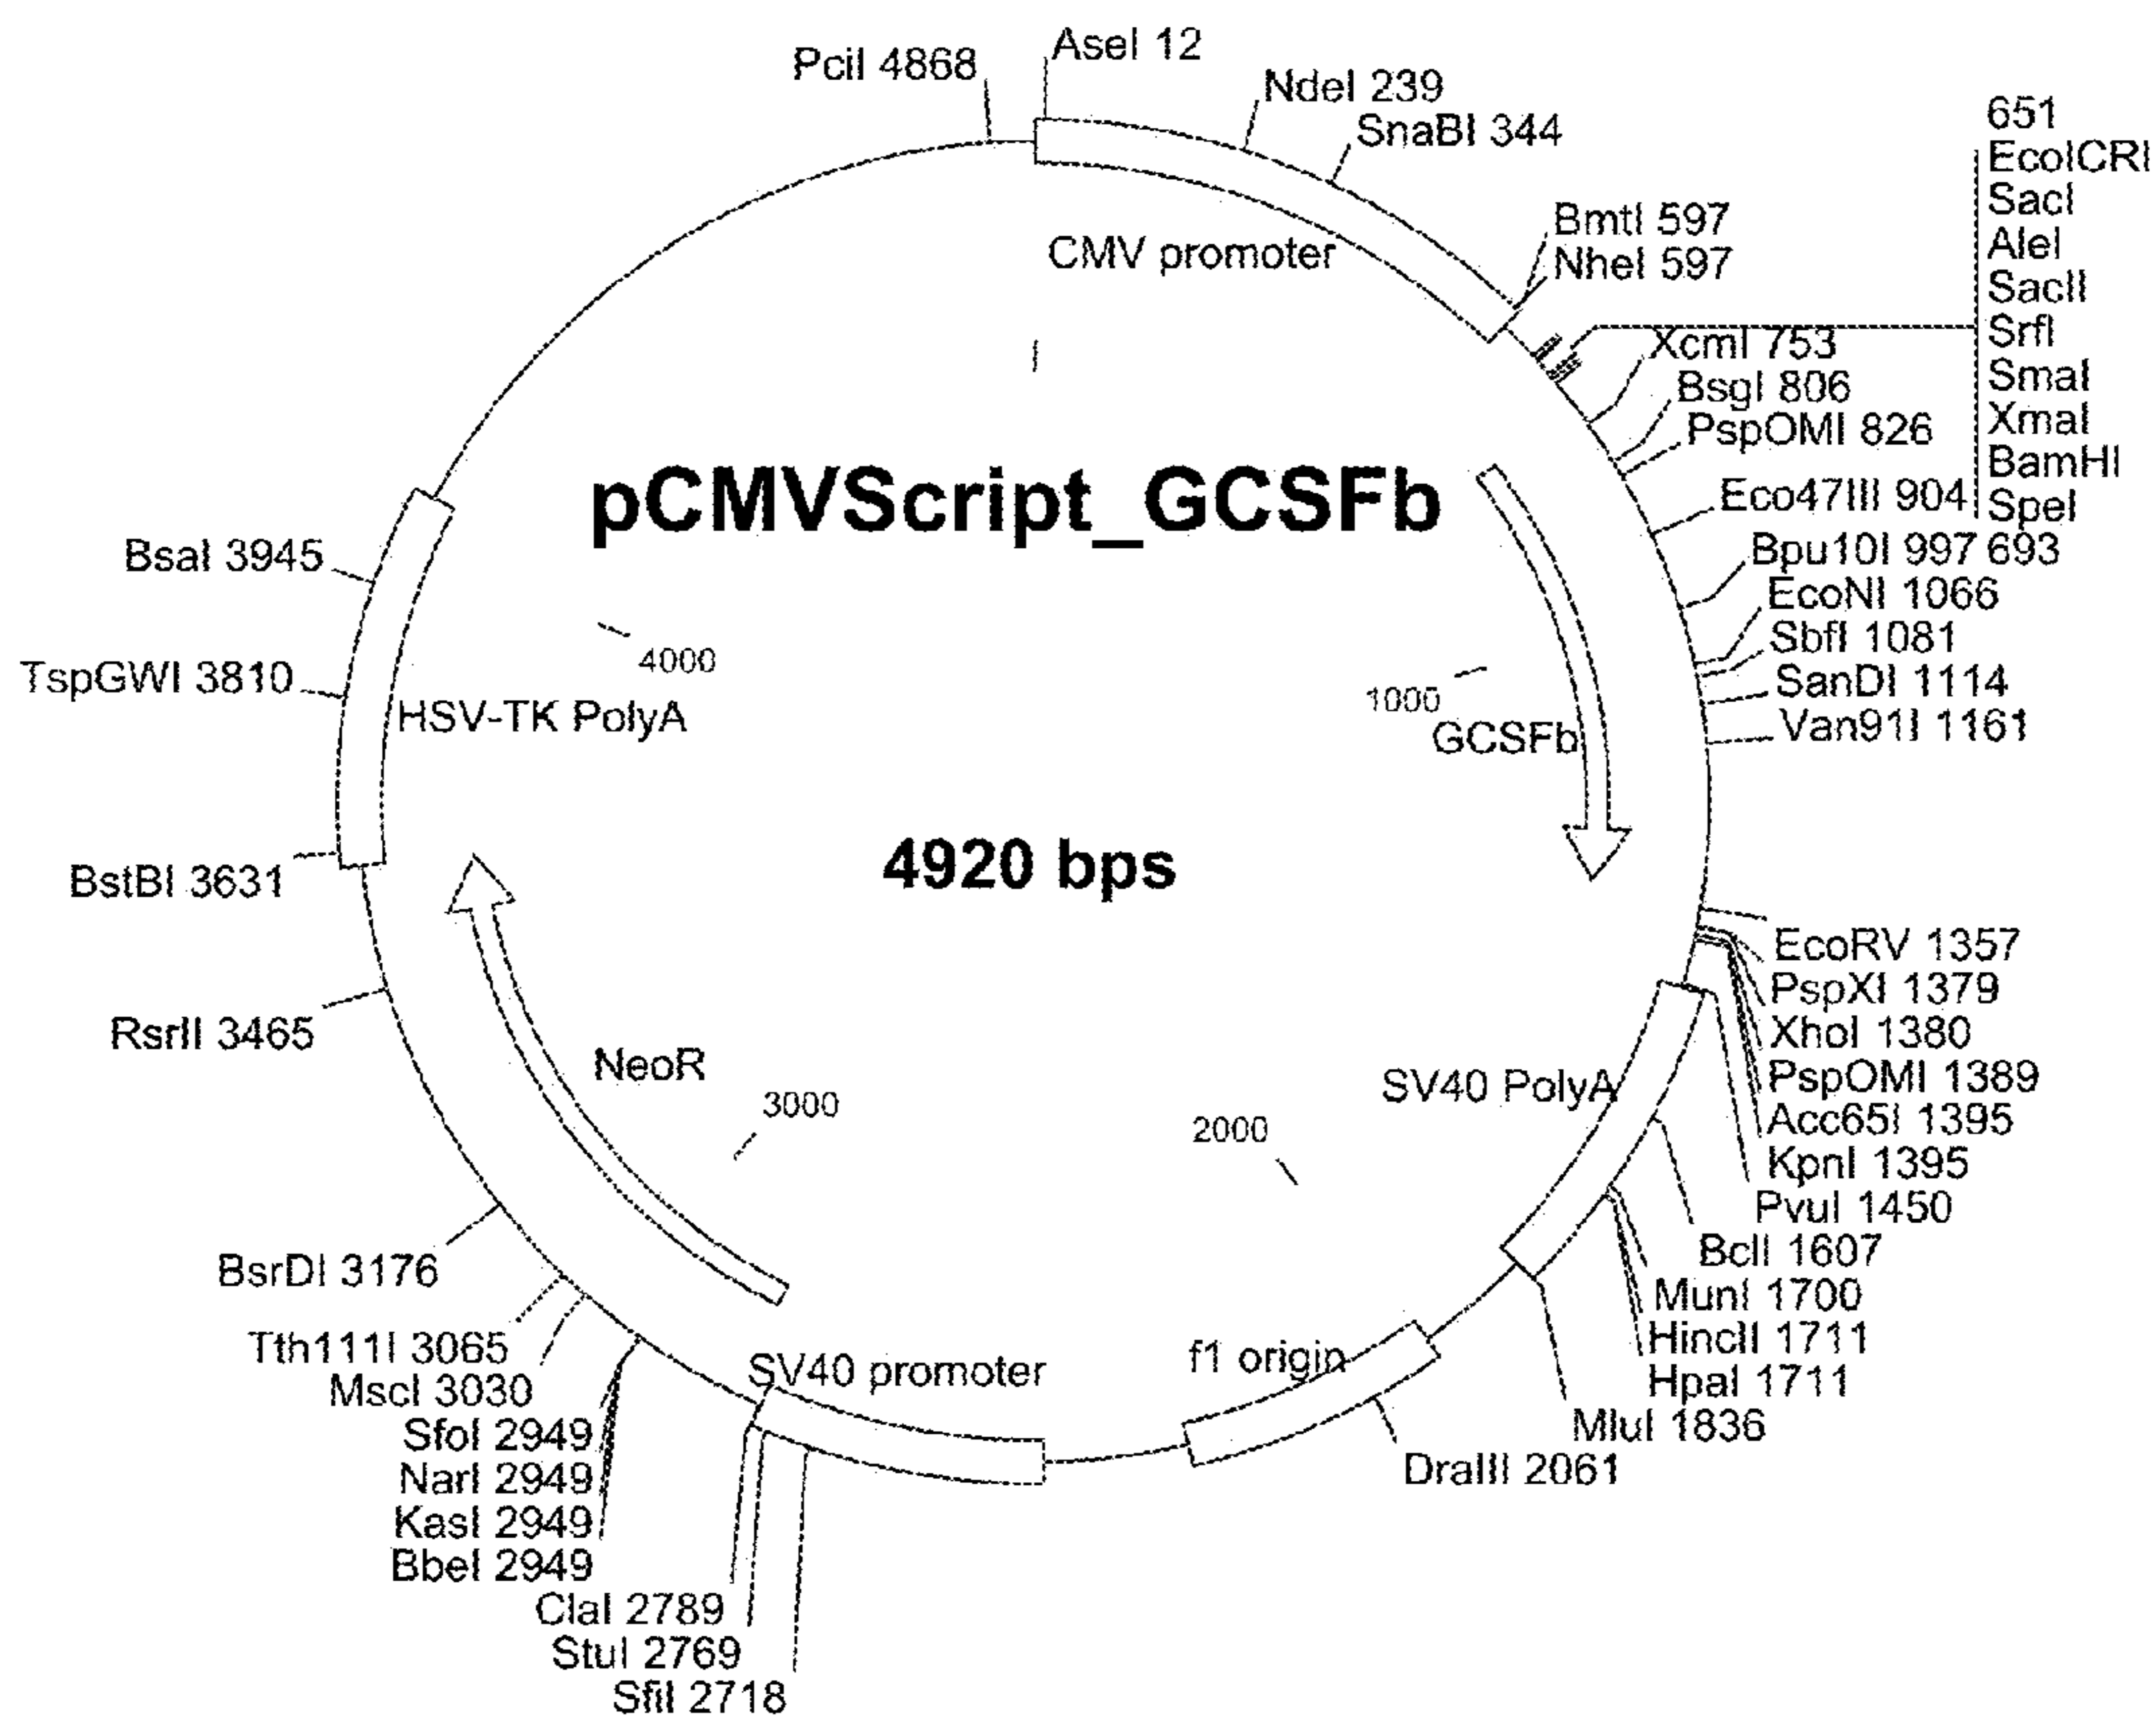 PciI 4868
AseI 12
NdeI 239
SnaBI 344
BmtI 597
NheI 597
CMV promoter
651
EcoICRI
SacI
AleI
SacII
SrfI
SmaI
XmaI
BamHI
SpeI
693
XcmI 753
BsgI 806
PspOMI 826
Eco47III 904
Bpu10I 997
EcoNI 1066
SbfI 1081
SanDI 1114
Van91I 1161
pCMVScript_GCSFb
4920 bps
1000
GCSFb
EcoRV 1357
PspXI 1379
XhoI 1380
PspOMI 1389
Acc65I 1395
KpnI 1395
PvuI 1450
BclI 1607
MunI 1700
HincII 1711
HpaI 1711
MluI 1836
DraIII 2061
SV40 PolyA
2000
f1 origin
SV40 promoter
3000
NeoR
SfiI 2718
StuI 2769
ClaI 2789
BbeI 2949
KasI 2949
NarI 2949
SfoI 2949
MscI 3030
Tth111I 3065
BsrDI 3176
RsrII 3465
BstBI 3631
HSV-TK PolyA
4000
TspGWI 3810
BsaI 3945